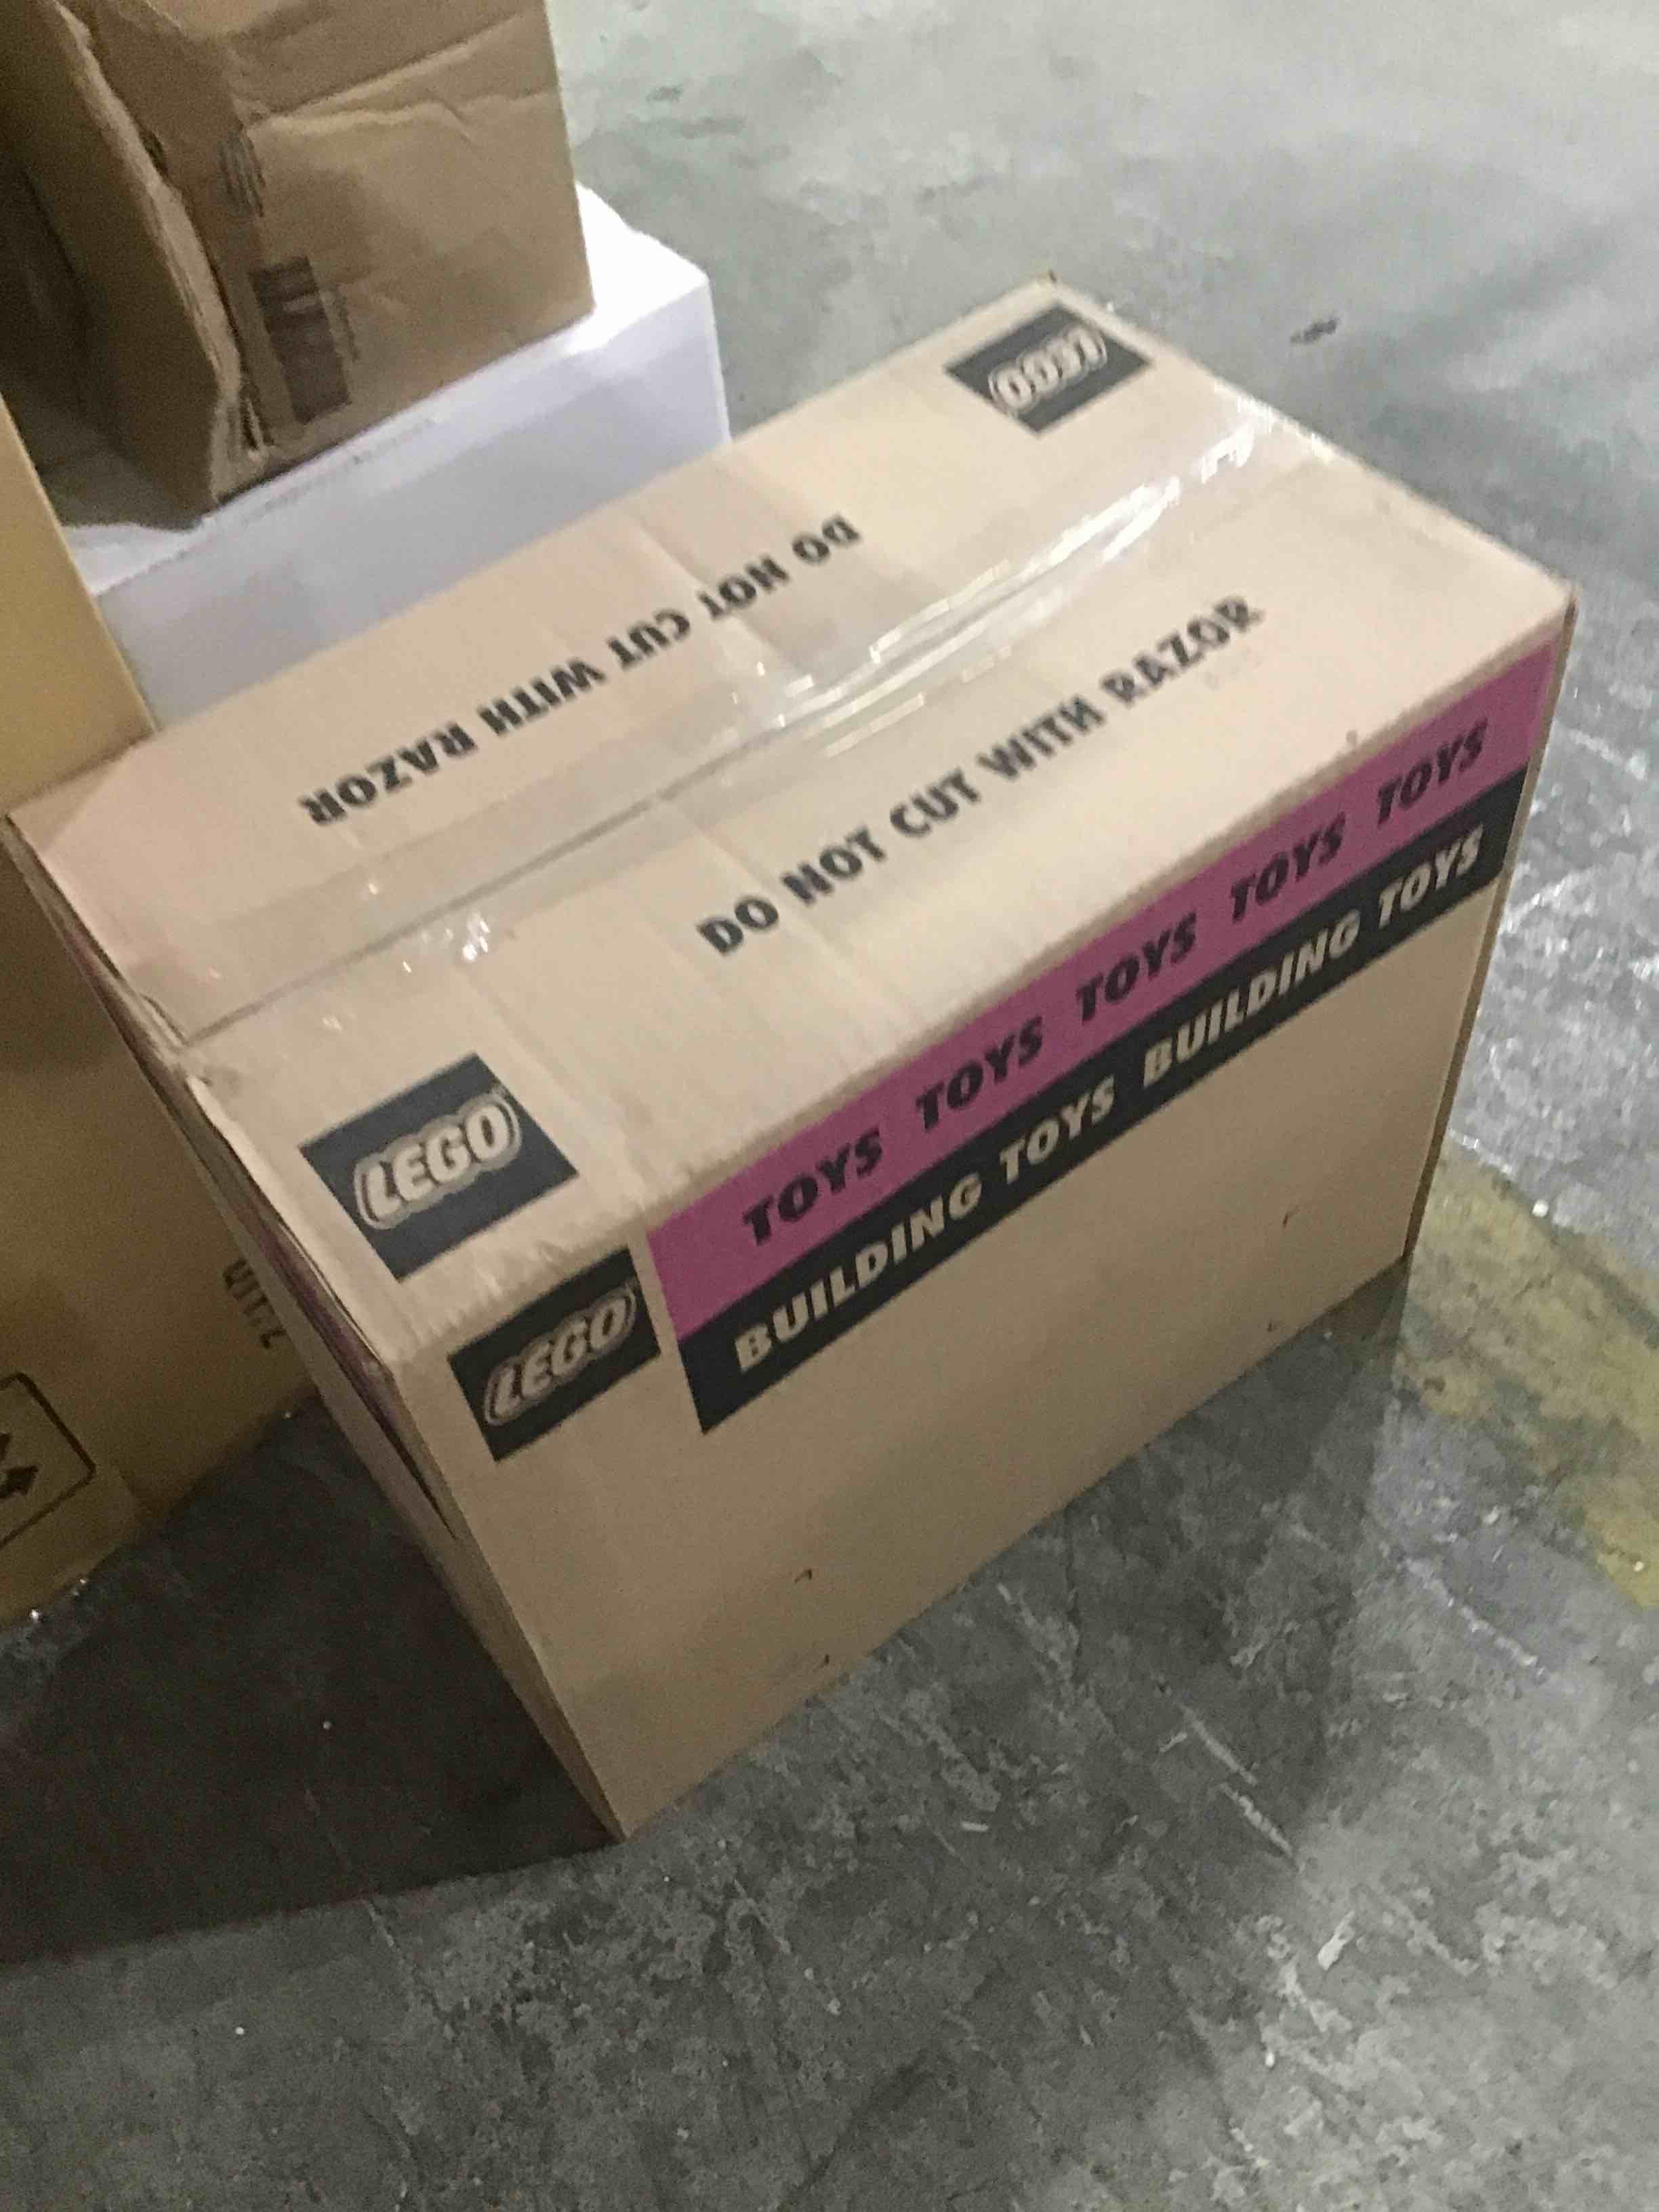 LEGO
DO NOT CUT WITH RAZOR
DO NOT CUT WITH RAZOR
LEGO
LEGO
TOYS TOYS TOYS TOYS TOYS
BUILDING TOYS BUILDING TOYS